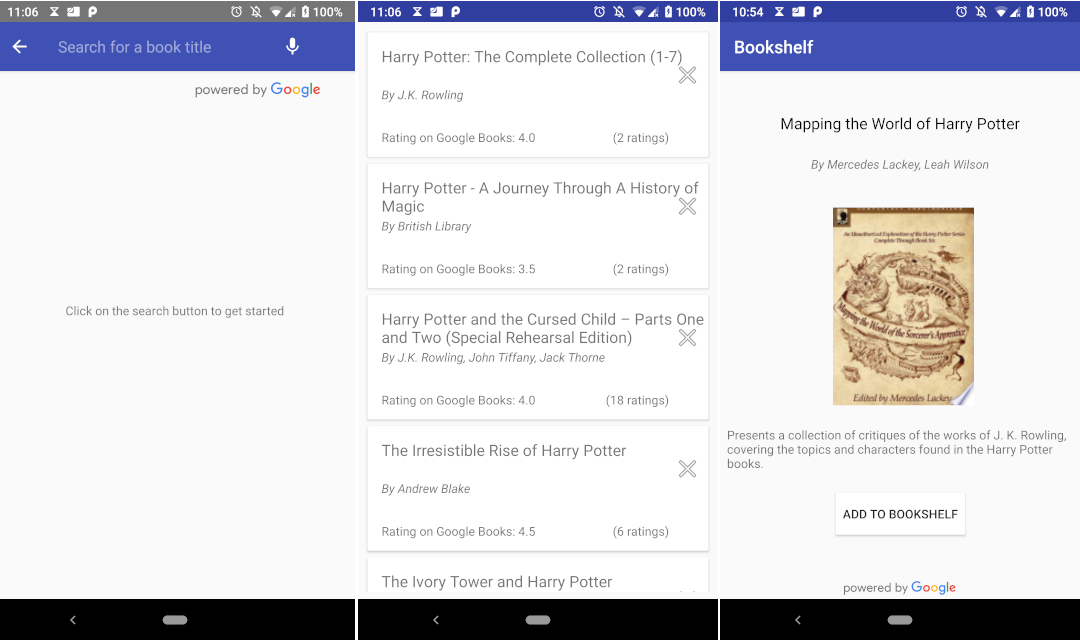 11:06
100%
Search for a book title
powered by Google
Click on the search button to get started
11:06
100%
Harry Potter: The Complete Collection (1-7)
By J.K. Rowling
Rating on Google Books: 4.0 (2 ratings)
Harry Potter - A Journey Through A History of
Magic
By British Library
Rating on Google Books: 3.5 (2 ratings)
Harry Potter and the Cursed Child – Parts One
and Two (Special Rehearsal Edition)
By J.K. Rowling, John Tiffany, Jack Thorne
Rating on Google Books: 4.0 (18 ratings)
The Irresistible Rise of Harry Potter
By Andrew Blake
Rating on Google Books: 4.5 (6 ratings)
The Ivory Tower and Harry Potter
10:54
100%
Bookshelf
Mapping the World of Harry Potter
By Mercedes Lackey, Leah Wilson
An Unauthorized Exploration of the Harry Potter Series
Complete Through Book Six
Mapping the World of the Sorcerer's Apprentice
Edited by Mercedes Lackey
Presents a collection of critiques of the works of J. K. Rowling,
covering the topics and characters found in the Harry Potter
books.
ADD TO BOOKSHELF
powered by Google